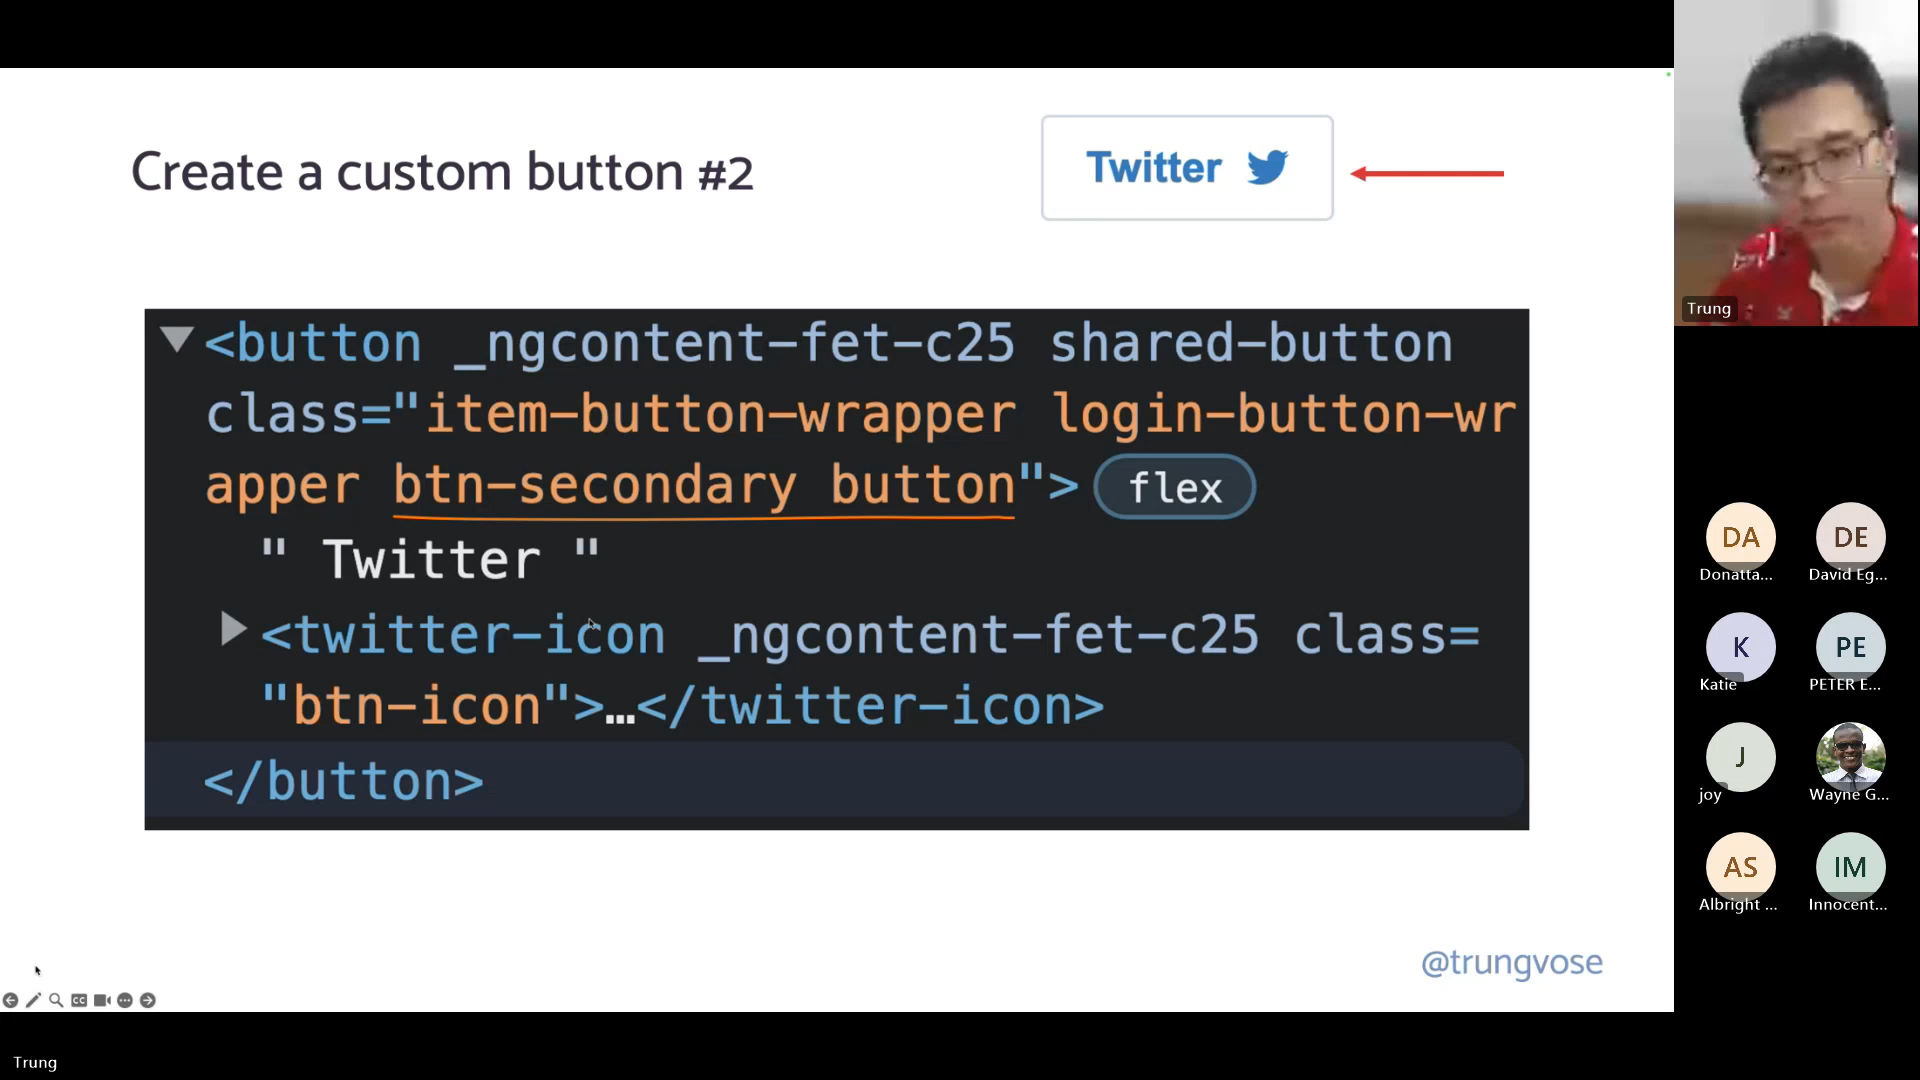 Create a custom button #2
Twitter
<button _ngcontent-fet-c25 shared-button
class="item-button-wrapper login-button-wr
apper btn-secondary button">
flex
" Twitter "
<twitter-icon _ngcontent-fet-c25 class=
"btn-icon">…</twitter-icon>
</button>
@trungvose
CC
Trung
Trung
DA
Donatta...
DE
David Eg...
K
Katie
PE
PETER E...
J
joy
Wayne G...
AS
Albright ...
IM
Innocent...